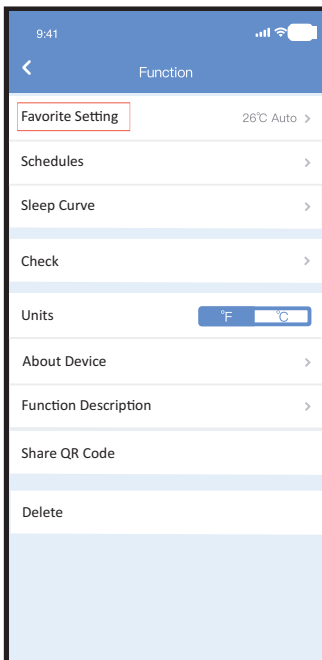 9:41
Function
Favorite Setting 26℃ Auto >
Schedules >
Sleep Curve >
Check >
Units °F ℃
About Device >
Function Description >
Share QR Code
Delete